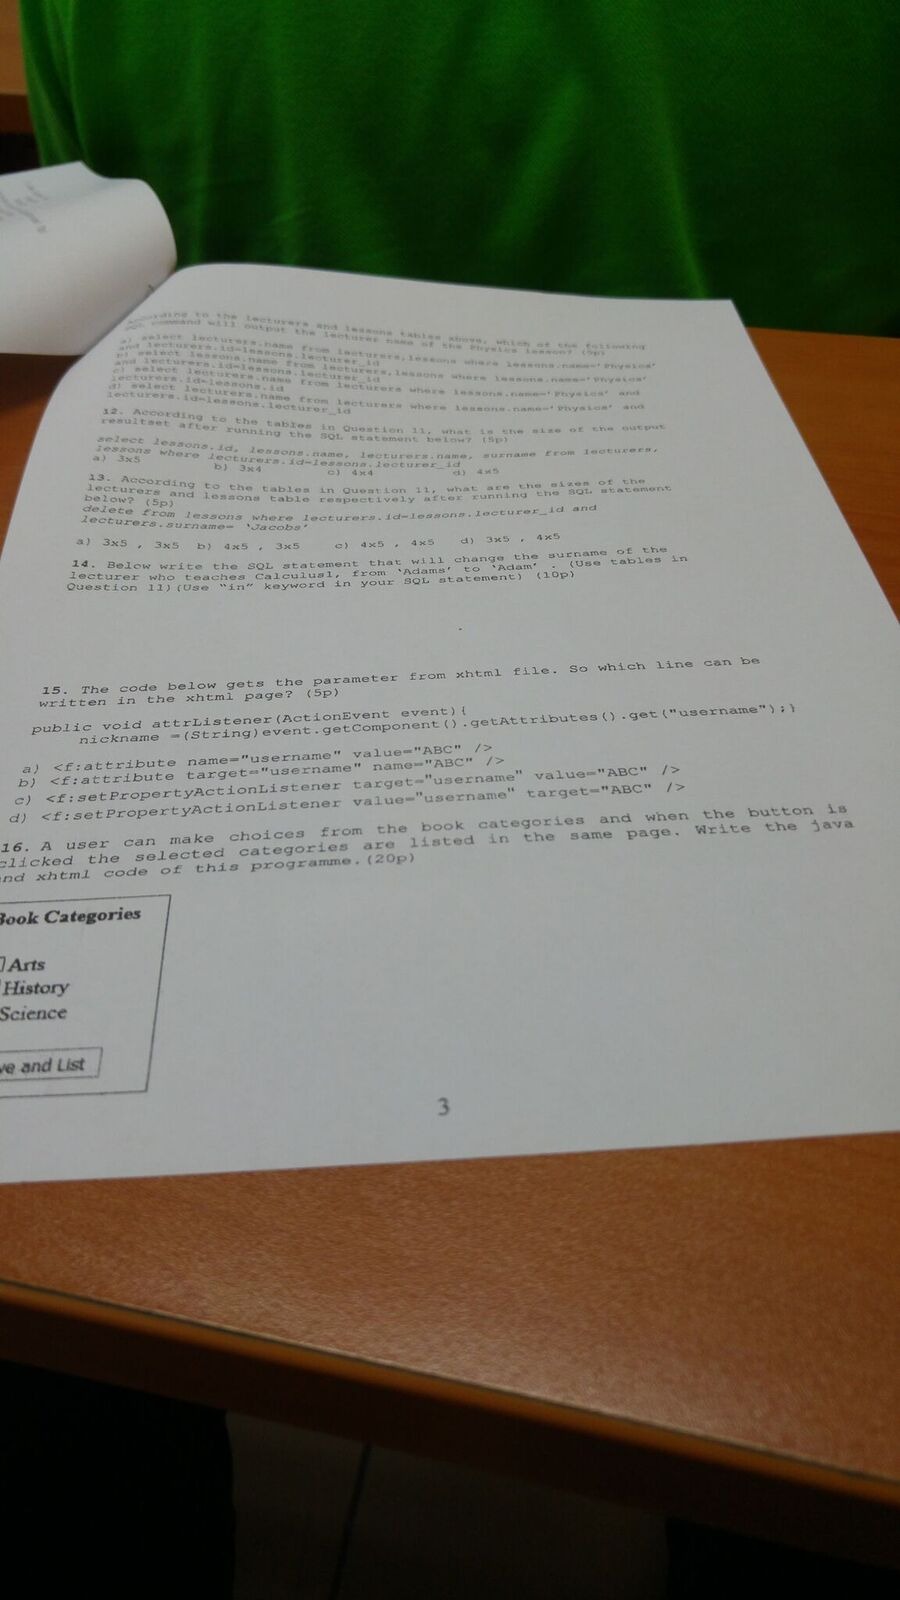 According to the lecturers and lessons tables above, which of the following
SQL command will output the lecturer name of the Physics lesson? (5p)
a) select lecturers.name from lecturers,lessons where lessons.name='Physics'
and lecturers.id=lessons.lecturer_id
b) select lessons.name from lecturers,lessons where lessons.name='Physics'
and lecturers.id=lessons.lecturer_id
c) select lecturers.name from lecturers where lessons.name='Physics' and
lecturers.id=lessons.id
d) select lecturers.name from lecturers where lessons.name='Physics' and
lecturers.id=lessons.lecturer_id
12. According to the tables in Question 11, what is the size of the output
resultset after running the SQL statement below? (5p)
select lessons.id, lessons.name, lecturers.name, surname from lecturers,
lessons where lecturers.id=lessons.lecturer_id
a) 3x5 b) 3x4 c) 4x4 d) 4x5
13. According to the tables in Question 11, what are the sizes of the
lecturers and lessons table respectively after running the SQL statement
below? (5p)
delete from lessons where lecturers.id=lessons.lecturer_id and
lecturers.surname= 'Jacobs'
a) 3x5 , 3x5 b) 4x5 , 3x5 c) 4x5 , 4x5 d) 3x5 , 4x5
14. Below write the SQL statement that will change the surname of the
lecturer who teaches Calculus1, from 'Adams' to 'Adam' . (Use tables in
Question 11)(Use "in" keyword in your SQL statement) (10p)
15. The code below gets the parameter from xhtml file. So which line can be
written in the xhtml page? (5p)
public void attrListener(ActionEvent event){
nickname =(String)event.getComponent().getAttributes().get("username");}
a) <f:attribute name="username" value="ABC" />
b) <f:attribute target="username" name="ABC" />
c) <f:setPropertyActionListener target="username" value="ABC" />
d) <f:setPropertyActionListener value="username" target="ABC" />
16. A user can make choices from the book categories and when the button is
clicked the selected categories are listed in the same page. Write the java
nd xhtml code of this programme.(20p)
Book Categories
Arts
History
Science
ve and List
3